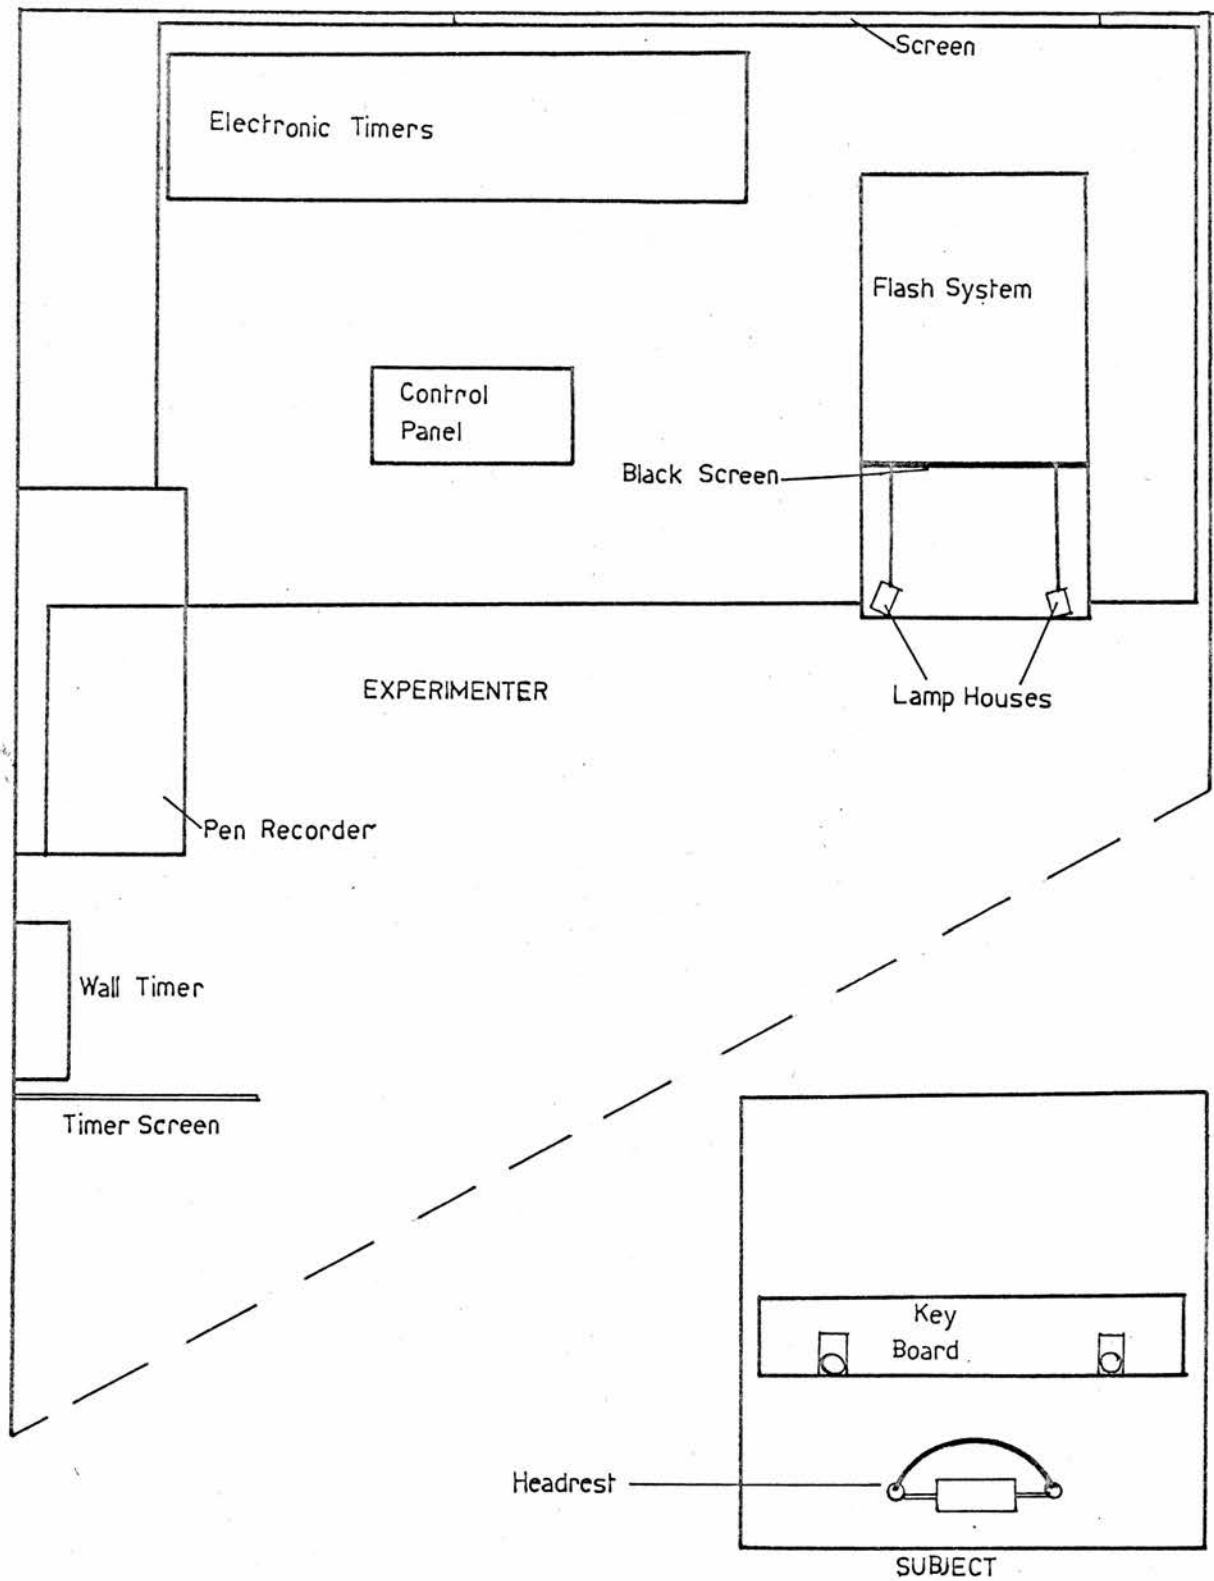 Screen
Electronic Timers
Flash System
Control
Panel
Black Screen
EXPERIMENTER
Lamp Houses
Pen Recorder
Wall Timer
Timer Screen
Key
Board
Headrest
SUBJECT